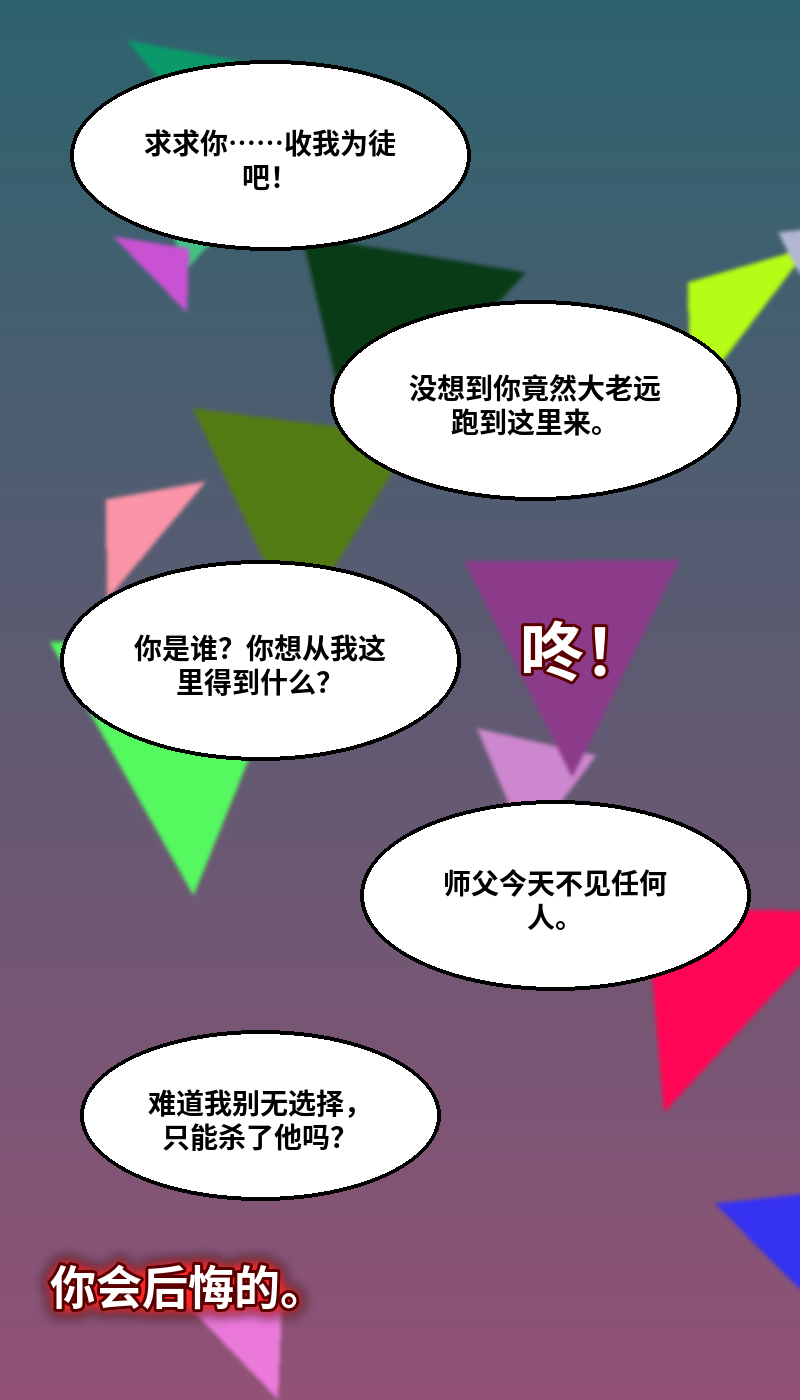 求求你……收我为徒
吧！
没想到你竟然大老远
跑到这里来。
你是谁？你想从我这
里得到什么？
咚！
师父今天不见任何
人。
难道我别无选择，
只能杀了他吗？
你会后悔的。